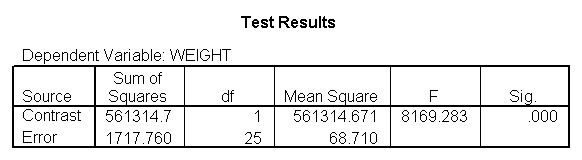 Test Results
Dependent Variable: WEIGHT
Sum of
Source Squares df Mean Square F Sig.
Contrast 561314.7 1 561314.671 8169.283 .000
Error 1717.760 25 68.710